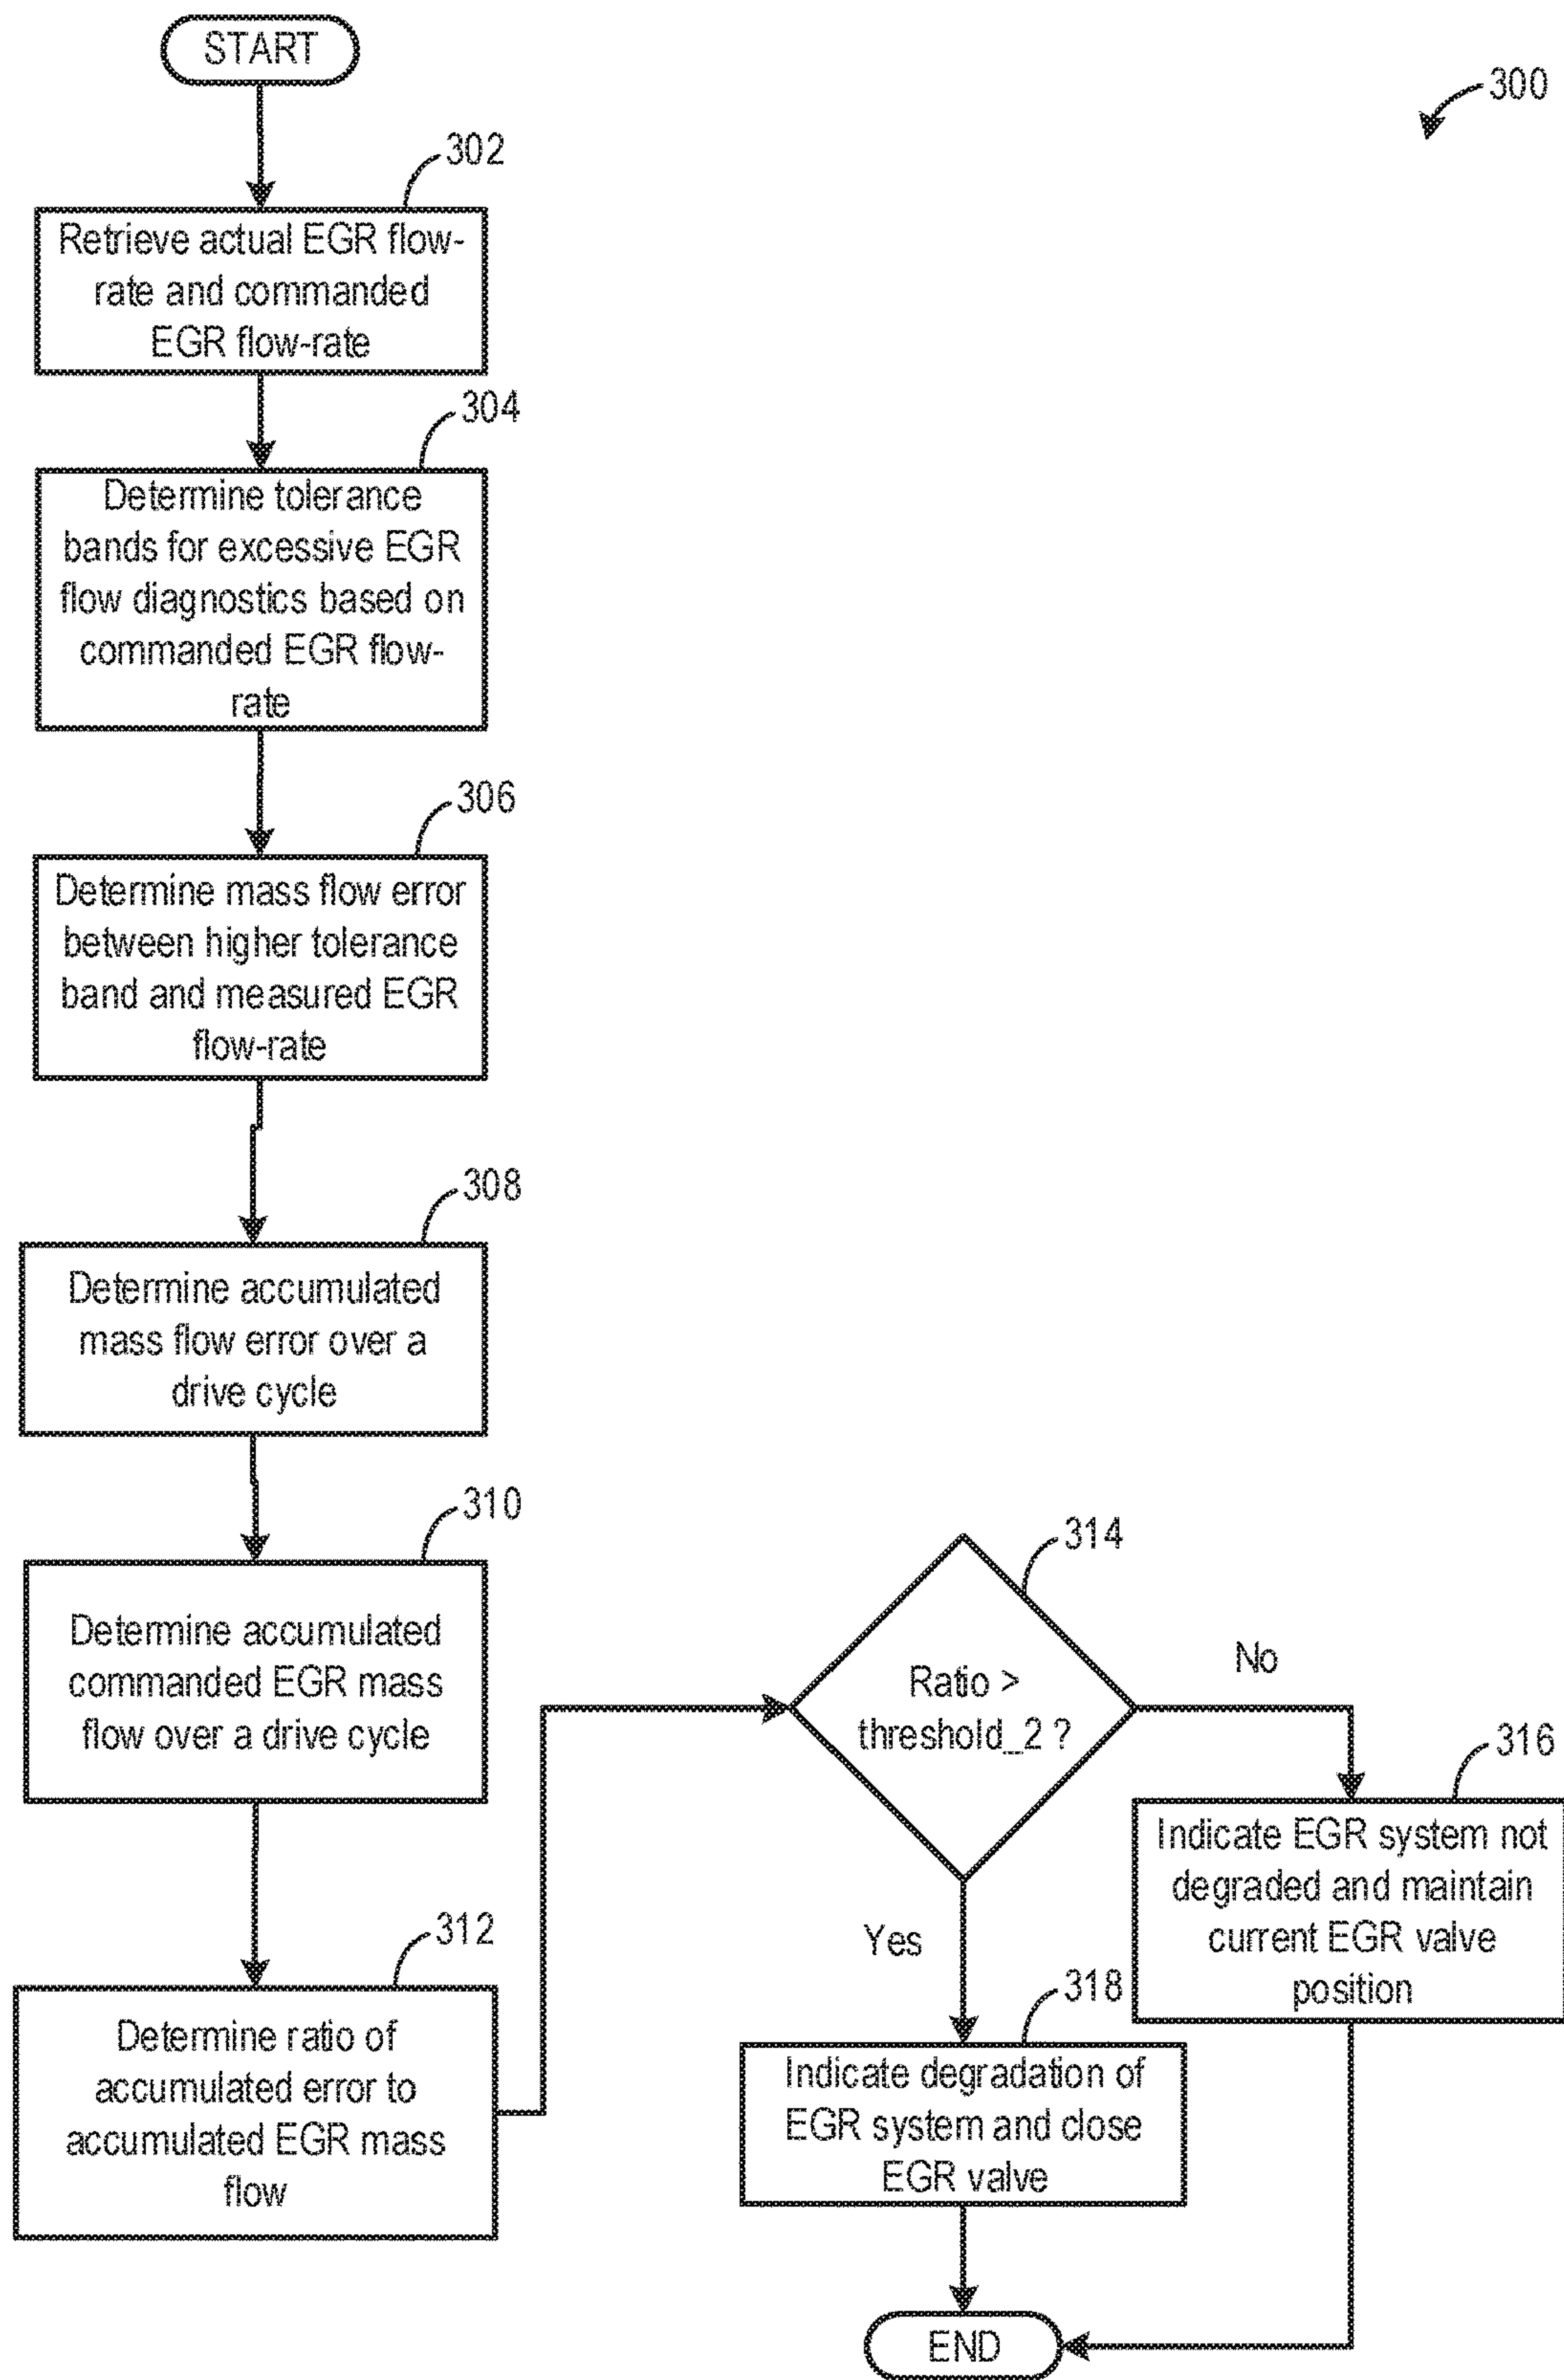 START
300
302
Retrieve actual EGR flow-
rate and commanded
EGR flow-rate
304
Determine tolerance
bands for excessive EGR
flow diagnostics based on
commanded EGR flow-
rate
306
Determine mass flow error
between higher tolerance
band and measured EGR
flow-rate
308
Determine accumulated
mass flow error over a
drive cycle
310
Determine accumulated
commanded EGR mass
flow over a drive cycle
312
Determine ratio of
accumulated error to
accumulated EGR mass
flow
314
Ratio >
threshold_2 ?
No
Yes
316
Indicate EGR system not
degraded and maintain
current EGR valve
position
318
Indicate degradation of
EGR system and close
EGR valve
END